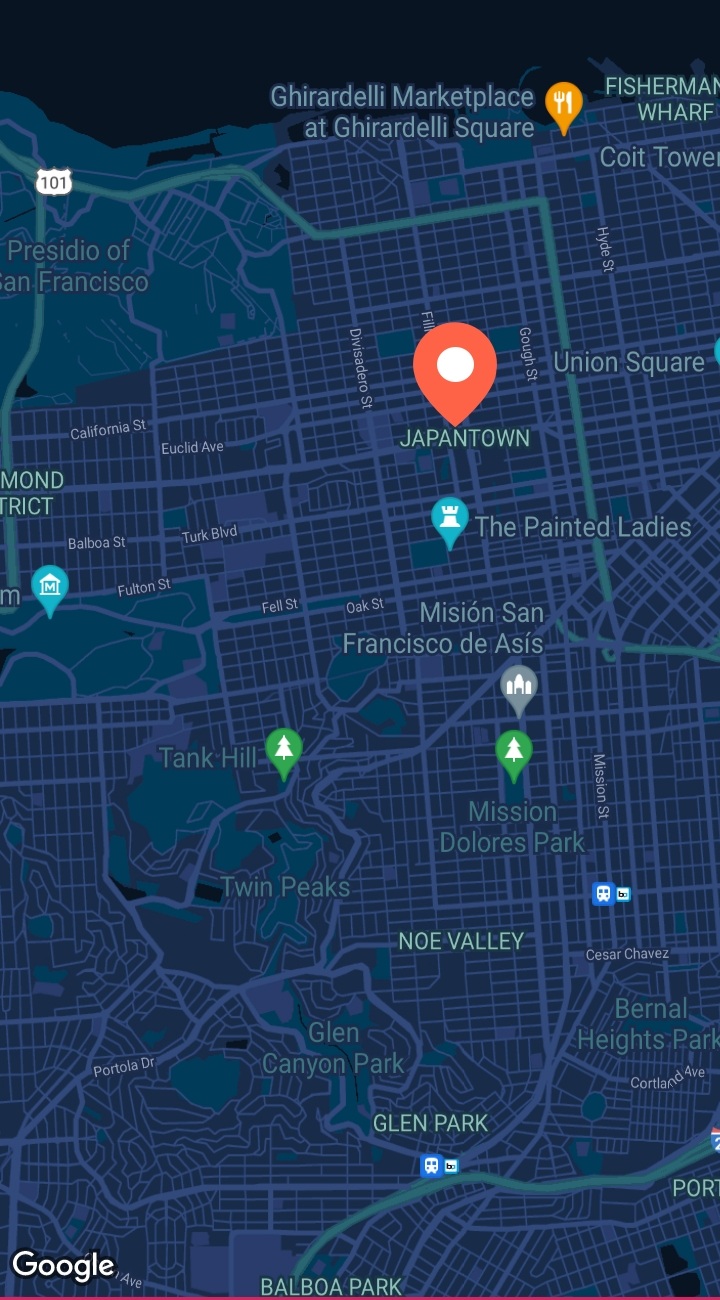 Ghirardelli Marketplace
at Ghirardelli Square
FISHERMAN
WHARF
Coit Tower
101
Presidio of
San Francisco
Hyde St
Divisadero St
Gough St
Union Square
California St
Euclid Ave
JAPANTOWN
MOND
TRICT
Turk Blvd
Balboa St
The Painted Ladies
Fulton St
Fell St
Oak St
Misión San
Francisco de Asís
Tank Hill
Mission St
Mission
Dolores Park
Twin Peaks
NOE VALLEY
Cesar Chavez
Bernal
Heights Park
Glen
Canyon Park
Portola Dr
Cortland Ave
GLEN PARK
PORT
Google
Ave
BALBOA PARK